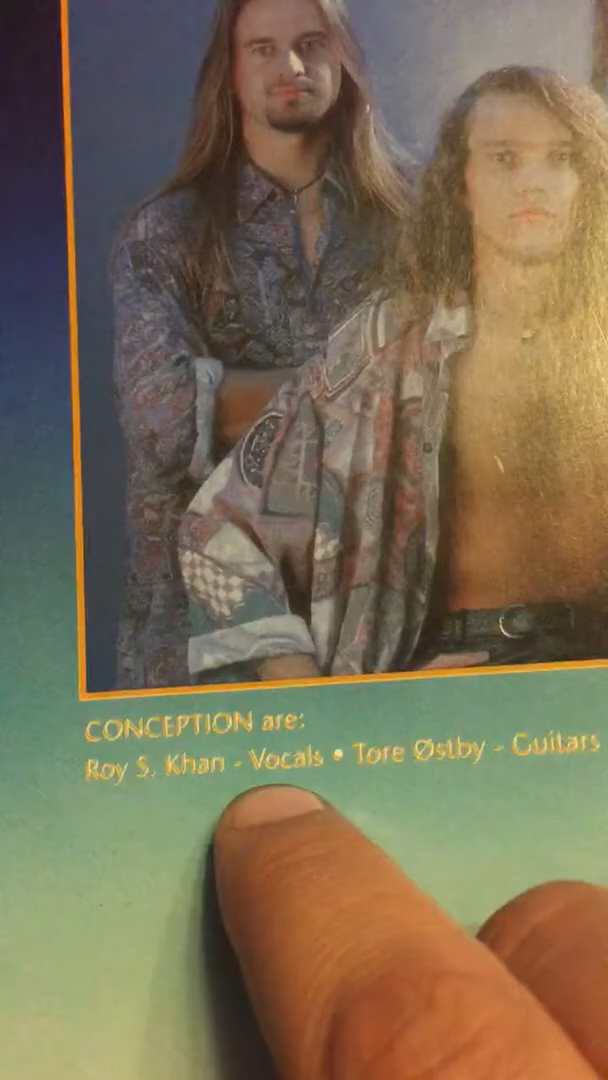 CONCEPTION are:
Roy S. Khan - Vocals • Tore Østby - Guitars